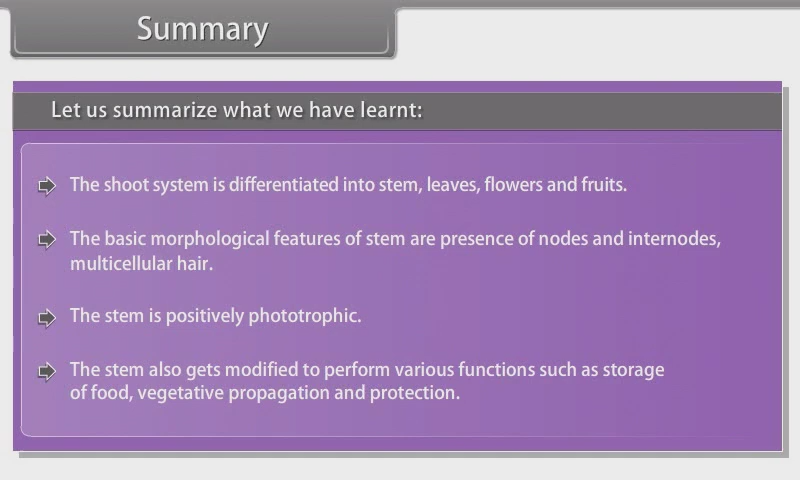 Summary
Let us summarize what we have learnt:
The shoot system is differentiated into stem, leaves, flowers and fruits.
The basic morphological features of stem are presence of nodes and internodes,
multicellular hair.
The stem is positively phototrophic.
The stem also gets modified to perform various functions such as storage
of food, vegetative propagation and protection.